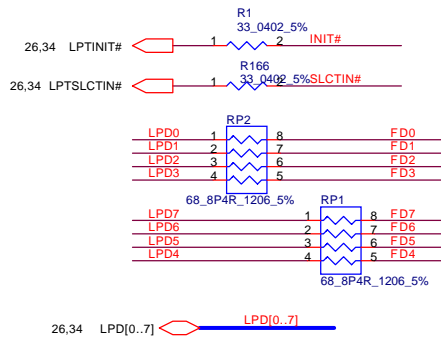 R1
33_0402_5%
26,34 LPTINIT# 1 2 INIT#
R166
33_0402_5%
26,34 LPTSLCTIN# 1 2 SLCTIN#
RP2
LPD0 1 8 FD0
LPD1 2 7 FD1
LPD2 3 6 FD2
LPD3 4 5 FD3
68_8P4R_1206_5%
RP1
LPD7 1 8 FD7
LPD6 2 7 FD6
LPD5 3 6 FD5
LPD4 4 5 FD4
68_8P4R_1206_5%
26,34 LPD[0..7] LPD[0..7]